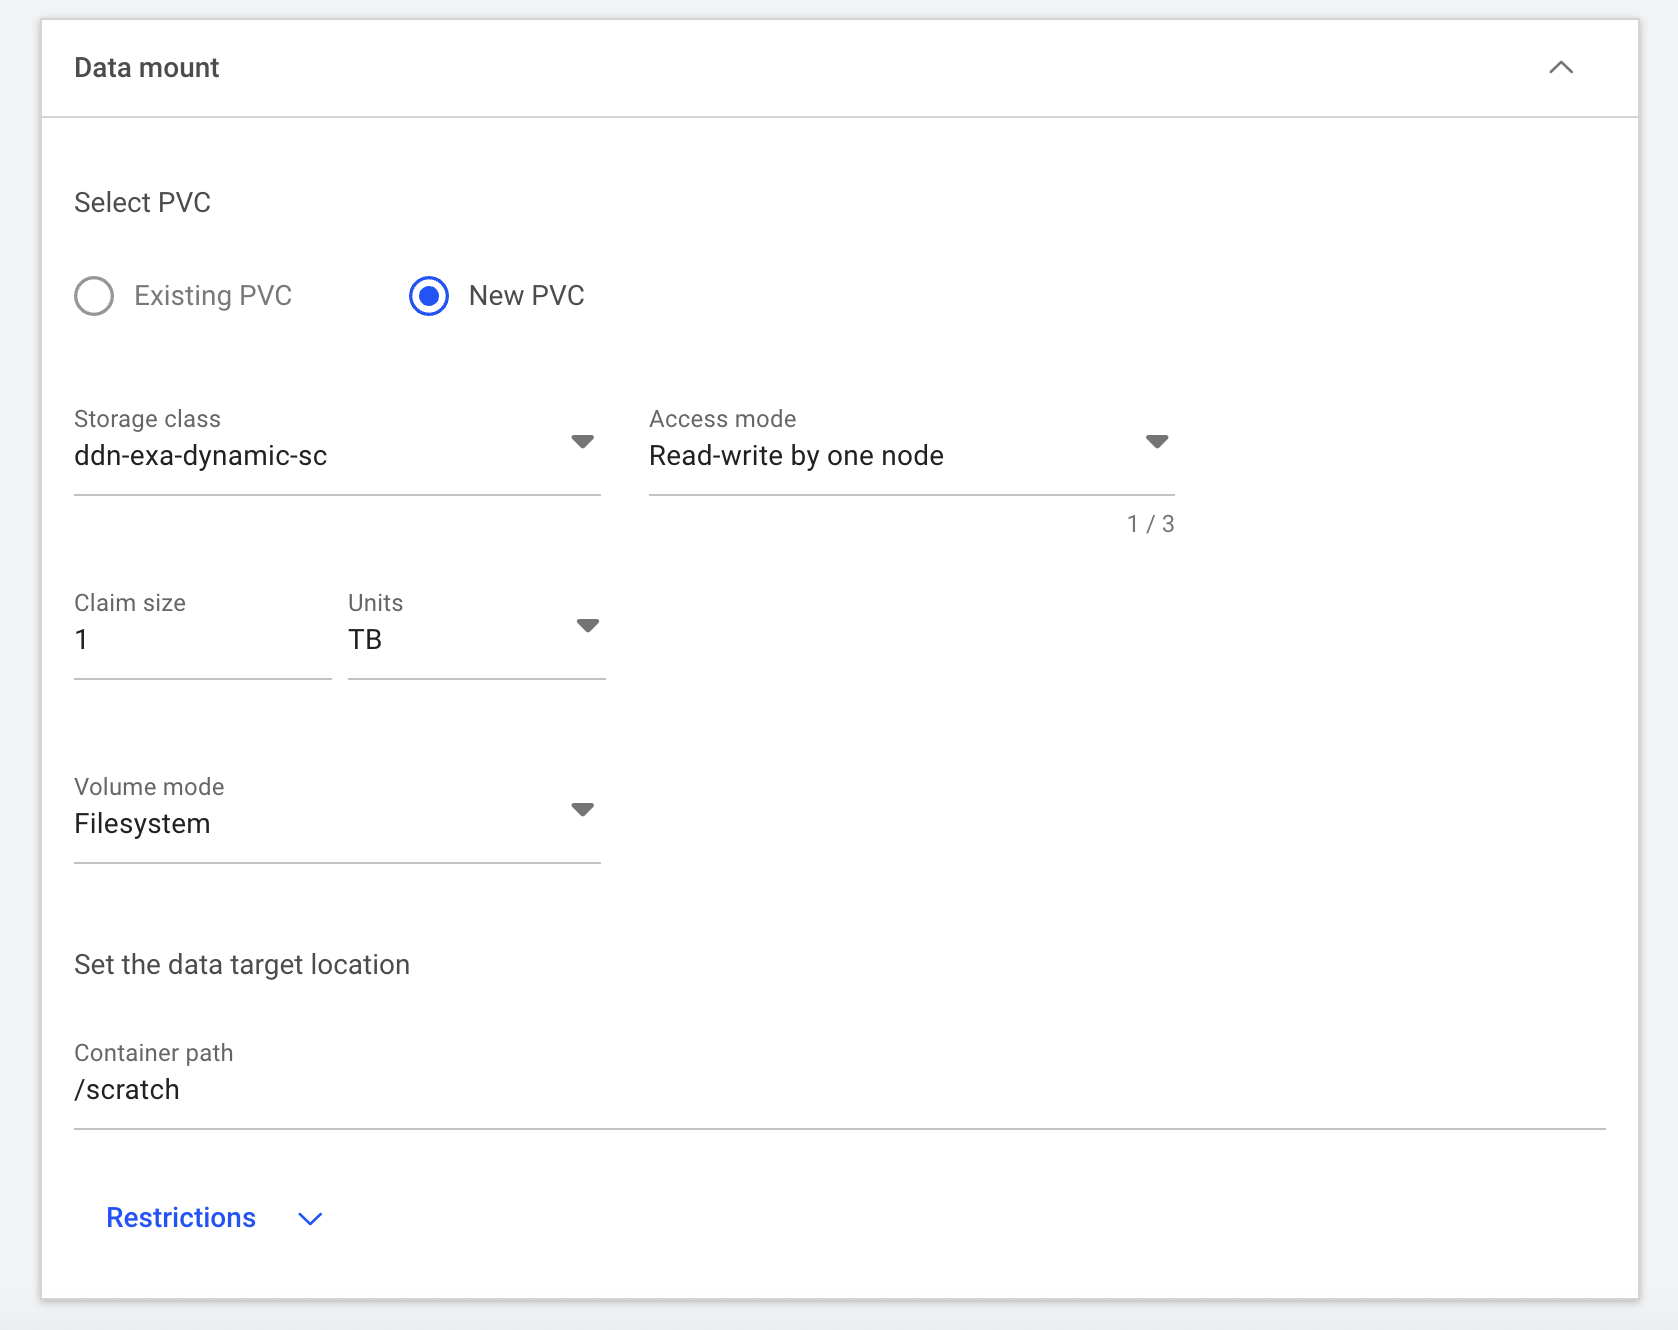 Data mount
Select PVC
Existing PVC
New PVC
Storage class
ddn-exa-dynamic-sc
Access mode
Read-write by one node
1 / 3
Claim size
1
Units
TB
Volume mode
Filesystem
Set the data target location
Container path
/scratch
Restrictions